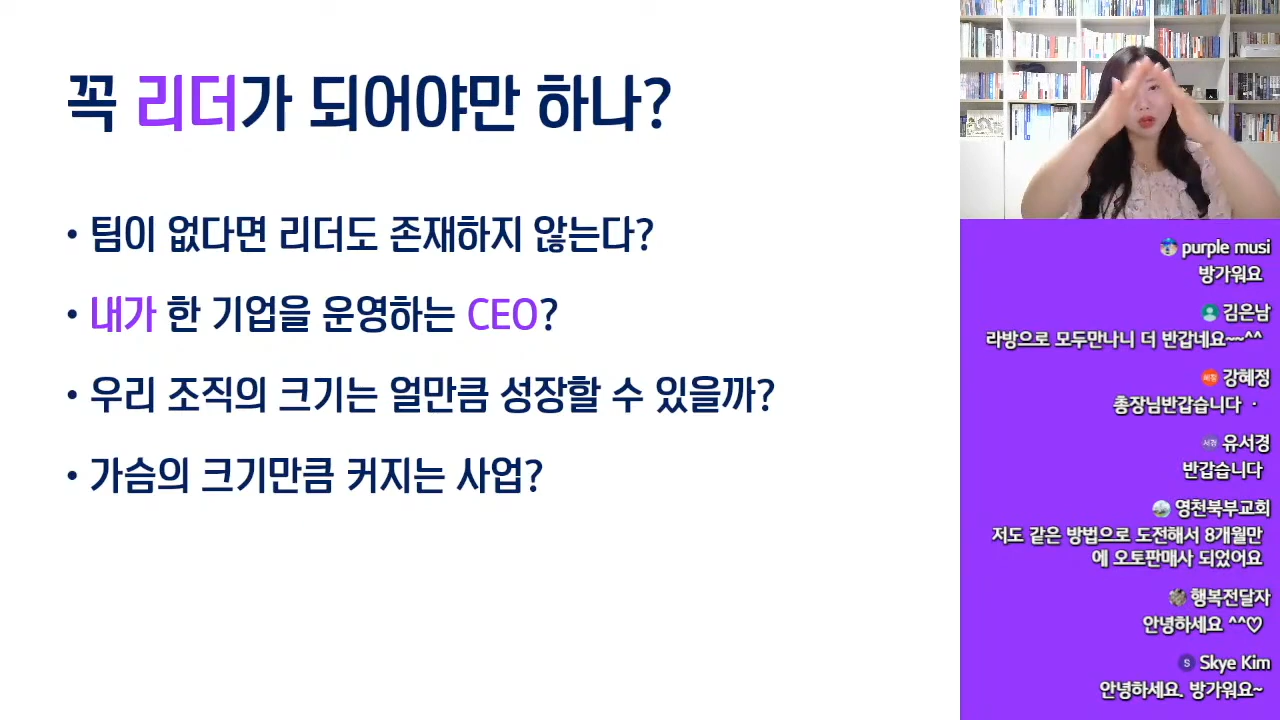 꼭 리더가 되어야만 하나?
• 팀이 없다면 리더도 존재하지 않는다?
• 내가 한 기업을 운영하는 CEO?
• 우리 조직의 크기는 얼만큼 성장할 수 있을까?
• 가슴의 크기만큼 커지는 사업?
purple musi
방가워요
김은남
라방으로 모두만나니 더 반갑네요~~^^
혜정 강혜정
총장님반갑습니다 ·
서경 유서경
반갑습니다
영천북부교회
저도 같은 방법으로 도전해서 8개월만
에 오토판매사 되었어요
행복전달자
안녕하세요 ^^♡
S Skye Kim
안녕하세요. 방가워요~